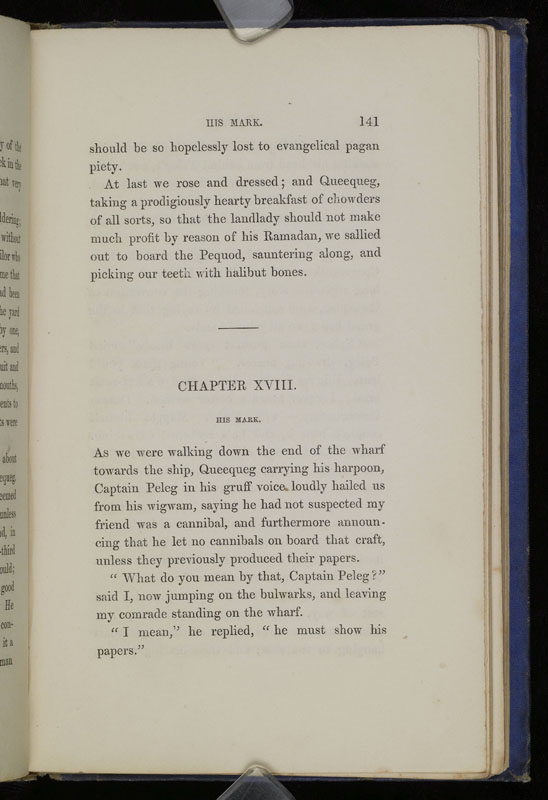 HIS MARK. 141
should be so hopelessly lost to evangelical pagan
piety.
At last we rose and dressed; and Queequeg,
taking a prodigiously hearty breakfast of chowders
of all sorts, so that the landlady should not make
much profit by reason of his Ramadan, we sallied
out to board the Pequod, sauntering along, and
picking our teeth with halibut bones.
CHAPTER XVIII.
HIS MARK.
As we were walking down the end of the wharf
towards the ship, Queequeg carrying his harpoon,
Captain Peleg in his gruff voice loudly hailed us
from his wigwam, saying he had not suspected my
friend was a cannibal, and furthermore announ-
cing that he let no cannibals on board that craft,
unless they previously produced their papers.
“ What do you mean by that, Captain Peleg?”
said I, now jumping on the bulwarks, and leaving
my comrade standing on the wharf.
“ I mean,” he replied, “ he must show his
papers.”